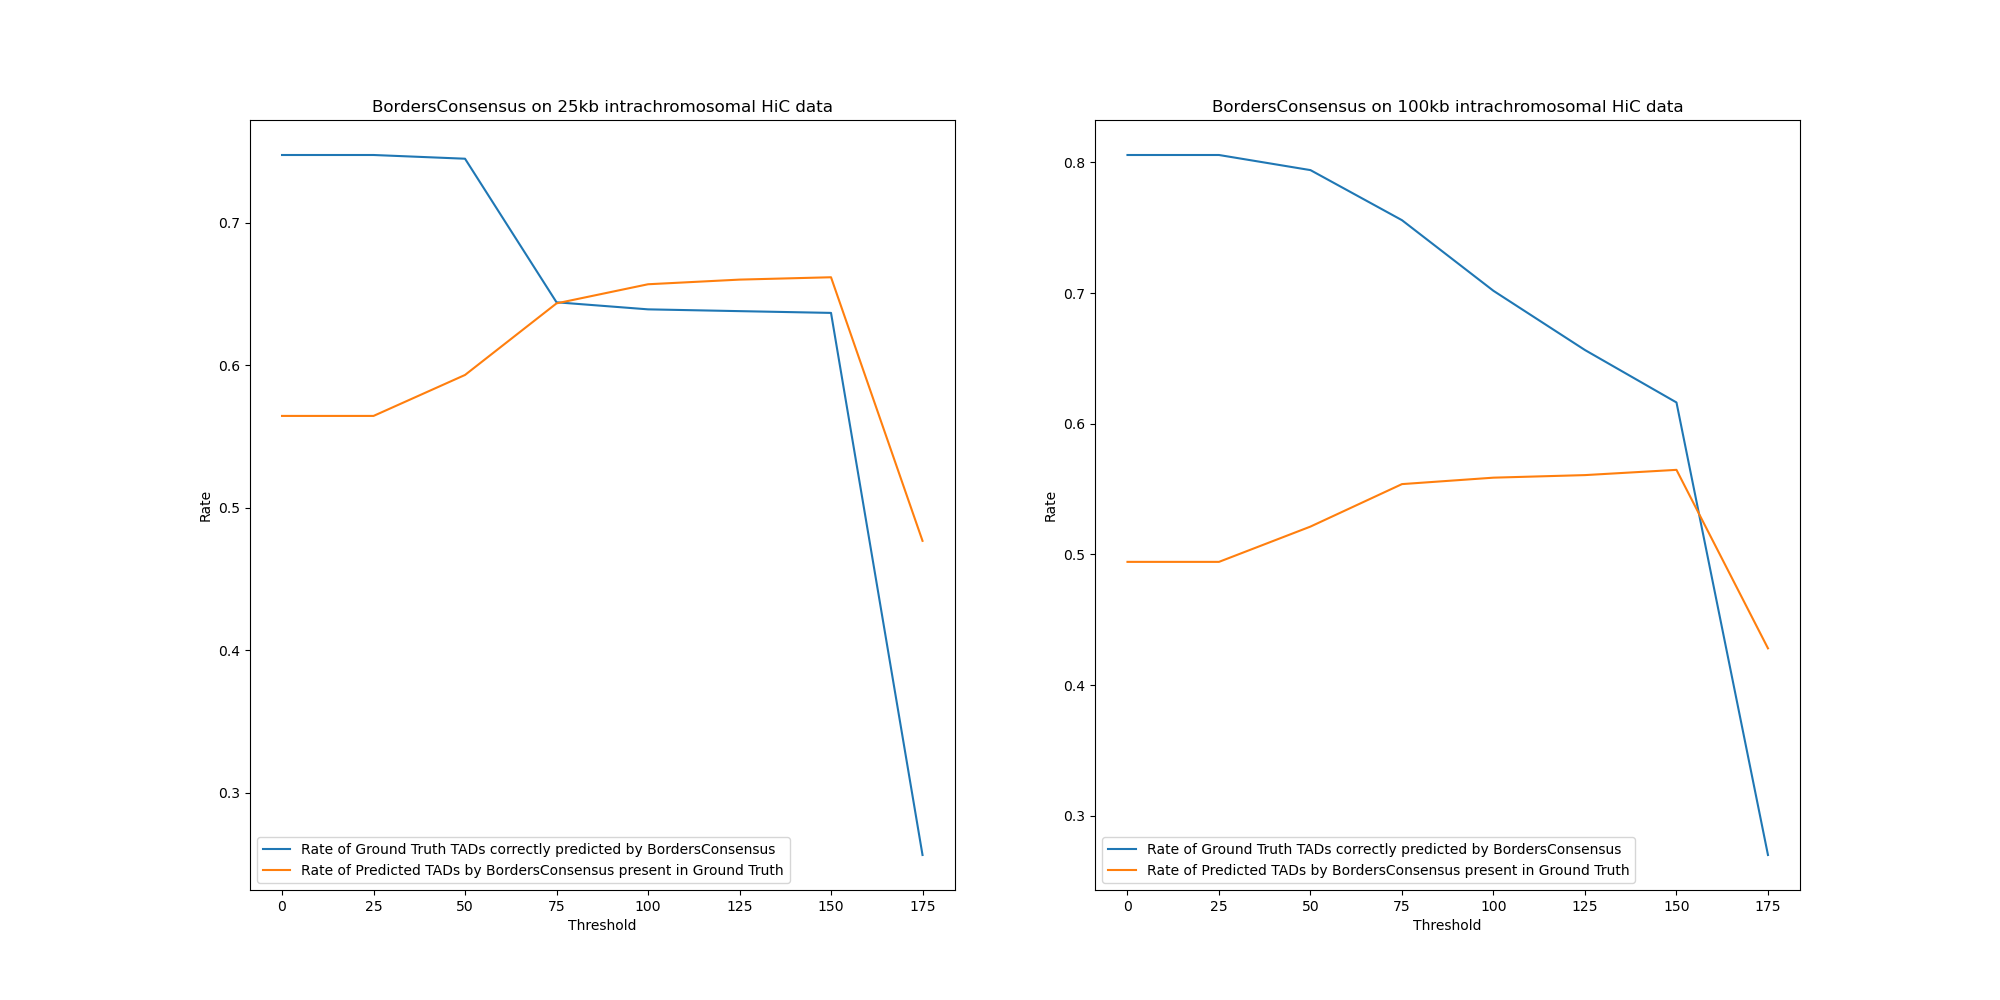 BordersConsensus on 25kb intrachromosomal HiC data
0.7
0.6
0.5
0.4
0.3
Rate
Rate of Ground Truth TADs correctly predicted by BordersConsensus
Rate of Predicted TADs by BordersConsensus present in Ground Truth
0 25 50 75 100 125 150 175
Threshold
BordersConsensus on 100kb intrachromosomal HiC data
0.8
0.7
0.6
0.5
0.4
0.3
Rate
Rate of Ground Truth TADs correctly predicted by BordersConsensus
Rate of Predicted TADs by BordersConsensus present in Ground Truth
0 25 50 75 100 125 150 175
Threshold